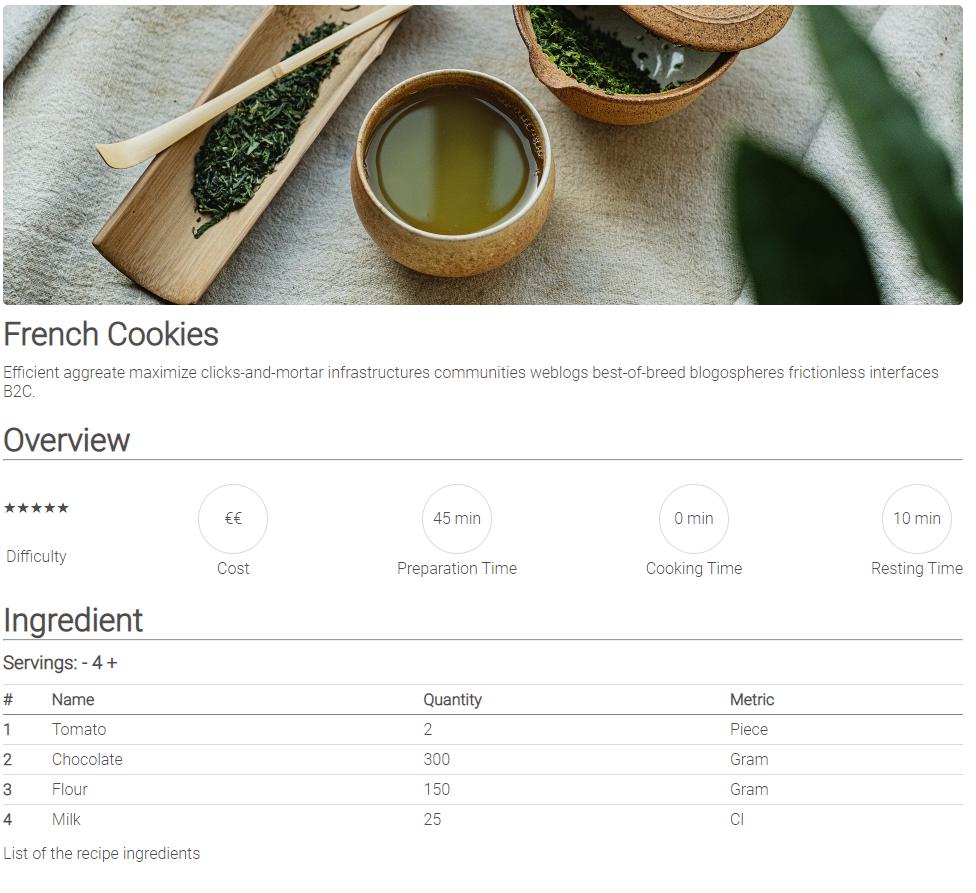 French Cookies
Efficient aggreate maximize clicks-and-mortar infrastructures communities weblogs best-of-breed blogospheres frictionless interfaces
B2C.
Overview
★★★★★ €€ 45 min 0 min 10 min
Difficulty Cost Preparation Time Cooking Time Resting Time
Ingredient
Servings: - 4 +
# Name Quantity Metric
1 Tomato 2 Piece
2 Chocolate 300 Gram
3 Flour 150 Gram
4 Milk 25 Cl
List of the recipe ingredients